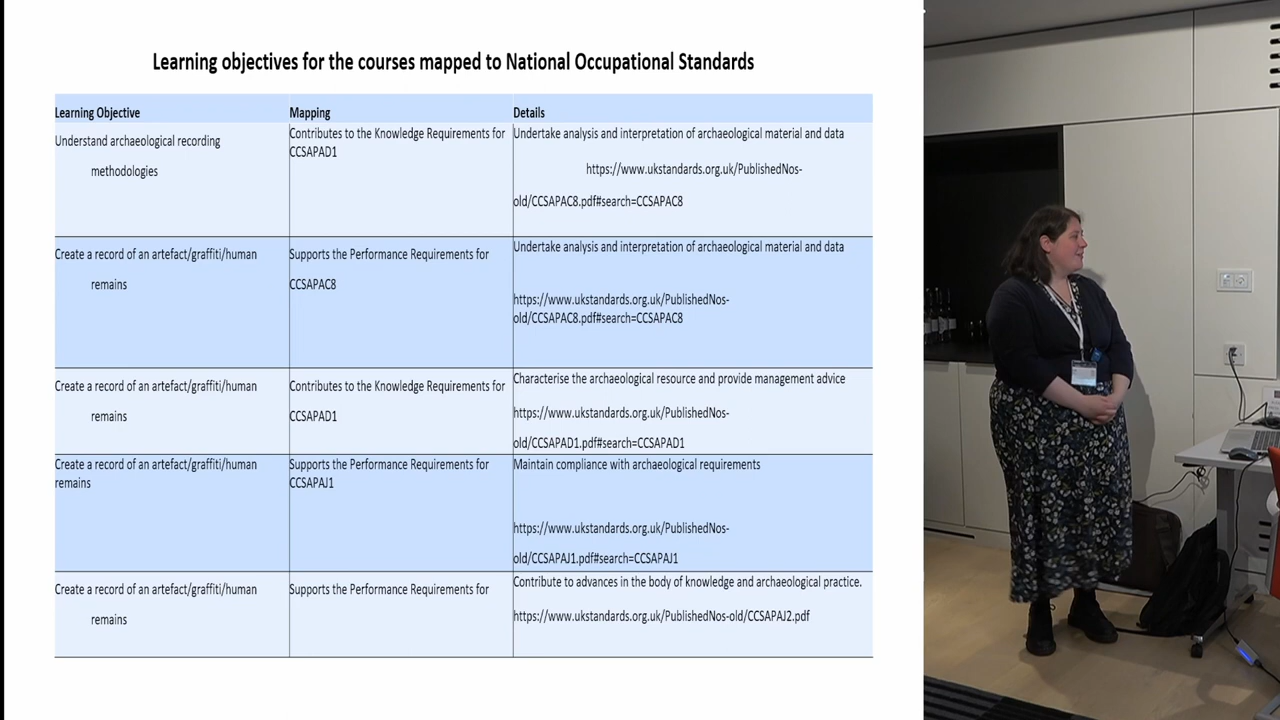 Learning objectives for the courses mapped to National Occupational Standards
Learning Objective
Mapping
Details
Understand archaeological recording
methodologies
Contributes to the Knowledge Requirements for
CCSAPAD1
Undertake analysis and interpretation of archaeological material and data
https://www.ukstandards.org.uk/PublishedNos-
old/CCSAPAC8.pdf#search=CCSAPAC8
Create a record of an artefact/graffiti/human
remains
Supports the Performance Requirements for
CCSAPAC8
Undertake analysis and interpretation of archaeological material and data
https://www.ukstandards.org.uk/PublishedNos-
old/CCSAPAC8.pdf#search=CCSAPAC8
Create a record of an artefact/graffiti/human
remains
Contributes to the Knowledge Requirements for
CCSAPAD1
Characterise the archaeological resource and provide management advice
https://www.ukstandards.org.uk/PublishedNos-
old/CCSAPAD1.pdf#search=CCSAPAD1
Create a record of an artefact/graffiti/human
remains
Supports the Performance Requirements for
CCSAPAJ1
Maintain compliance with archaeological requirements
https://www.ukstandards.org.uk/PublishedNos-
old/CCSAPAJ1.pdf#search=CCSAPAJ1
Create a record of an artefact/graffiti/human
remains
Supports the Performance Requirements for
Contribute to advances in the body of knowledge and archaeological practice.
https://www.ukstandards.org.uk/PublishedNos-old/CCSAPAJ2.pdf